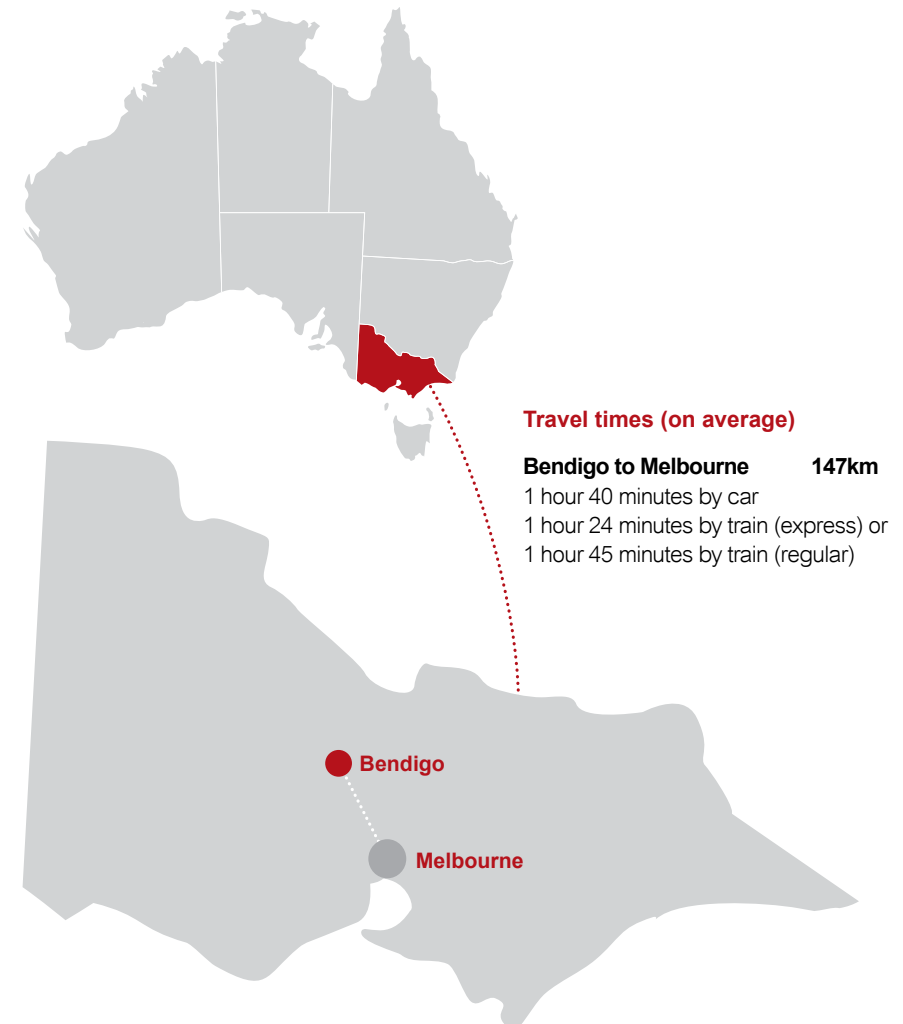 Travel times (on average)
Bendigo to Melbourne 147km
1 hour 40 minutes by car
1 hour 24 minutes by train (express) or
1 hour 45 minutes by train (regular)
Bendigo
Melbourne